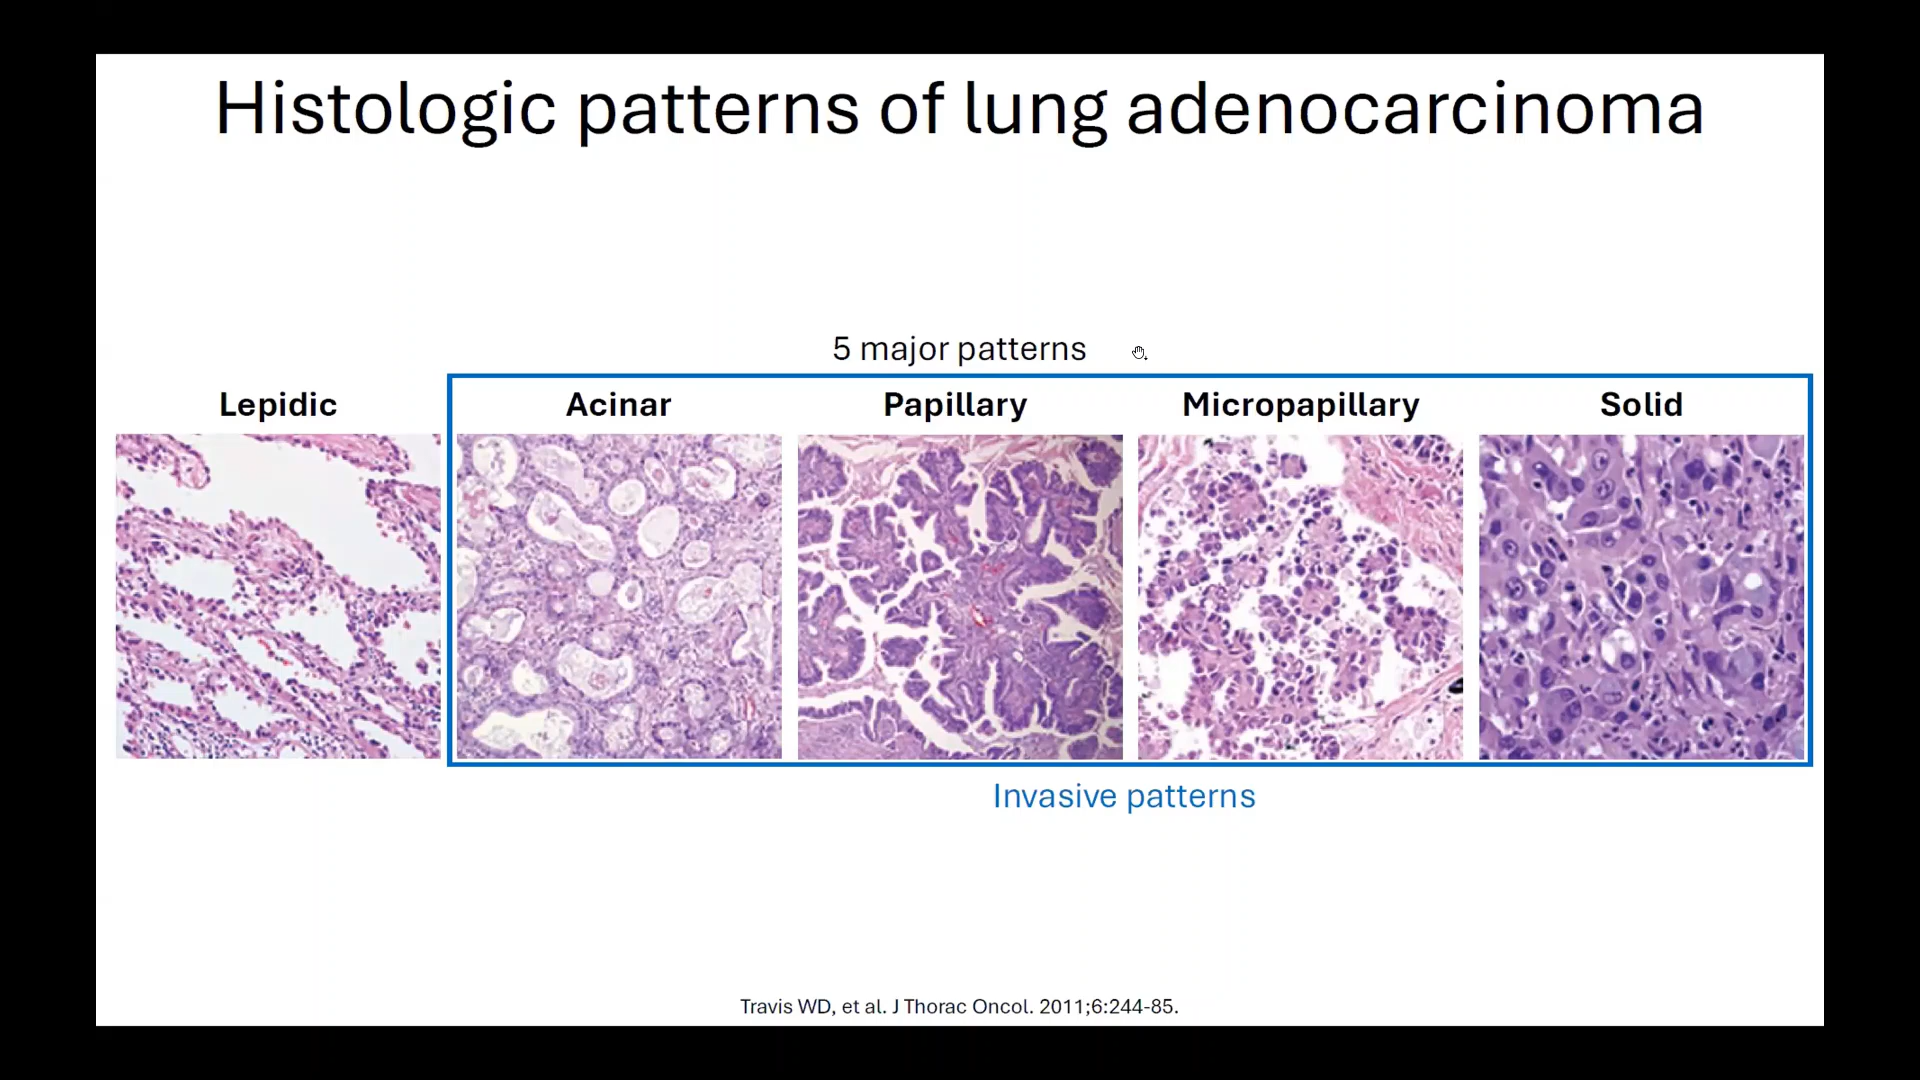 Histologic patterns of lung adenocarcinoma
5 major patterns
Lepidic Acinar Papillary Micropapillary Solid
Invasive patterns
Travis WD, et al. J Thorac Oncol. 2011;6:244-85.